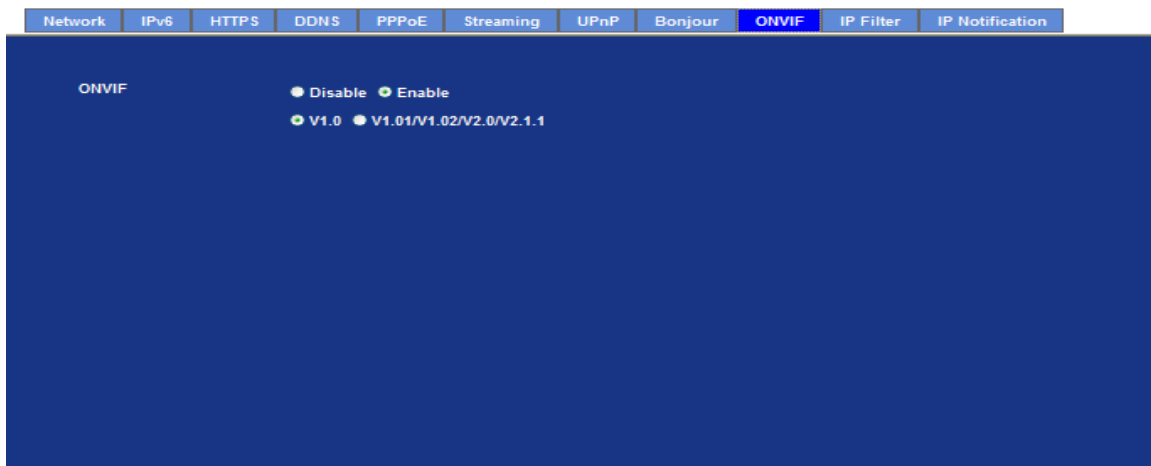 Network IPv6 HTTPS DDNS PPPoE Streaming UPnP Bonjour ONVIF IP Filter IP Notification
ONVIF Disable Enable
V1.0 V1.01/V1.02/V2.0/V2.1.1